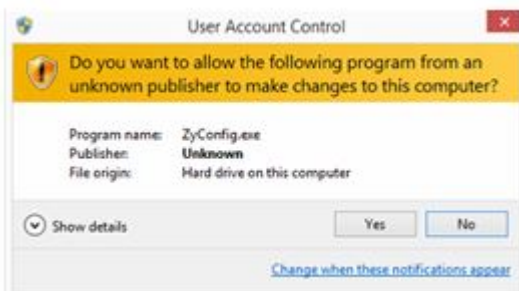 User Account Control
Do you want to allow the following program from an
unknown publisher to make changes to this computer?
Program name: ZyConfig.exe
Publisher: Unknown
File origin: Hard drive on this computer
Show details
Yes
No
Change when these notifications appear